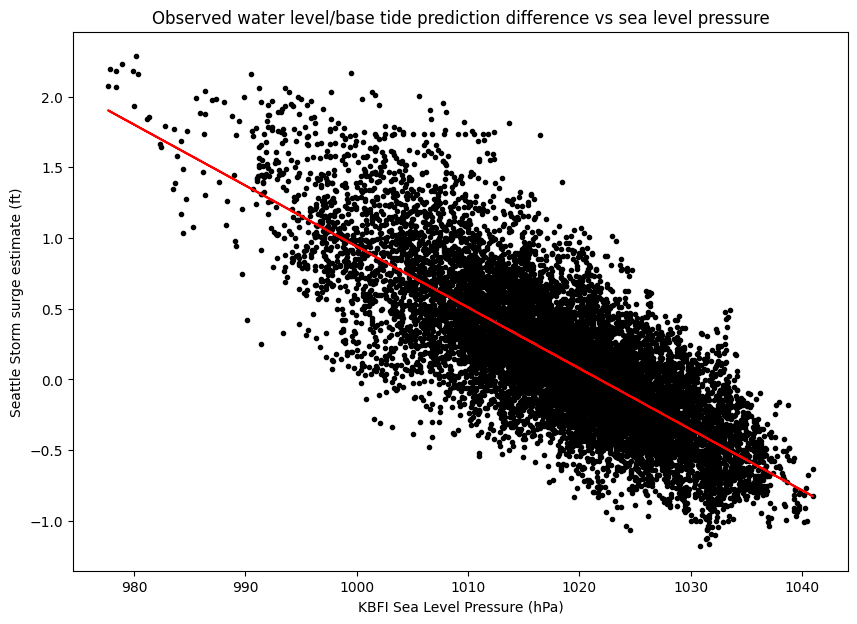 Observed water level/base tide prediction difference vs sea level pressure
Seattle Storm surge estimate (ft)
2.0
1.5
1.0
0.5
0.0
−0.5
−1.0
980 990 1000 1010 1020 1030 1040
KBFI Sea Level Pressure (hPa)